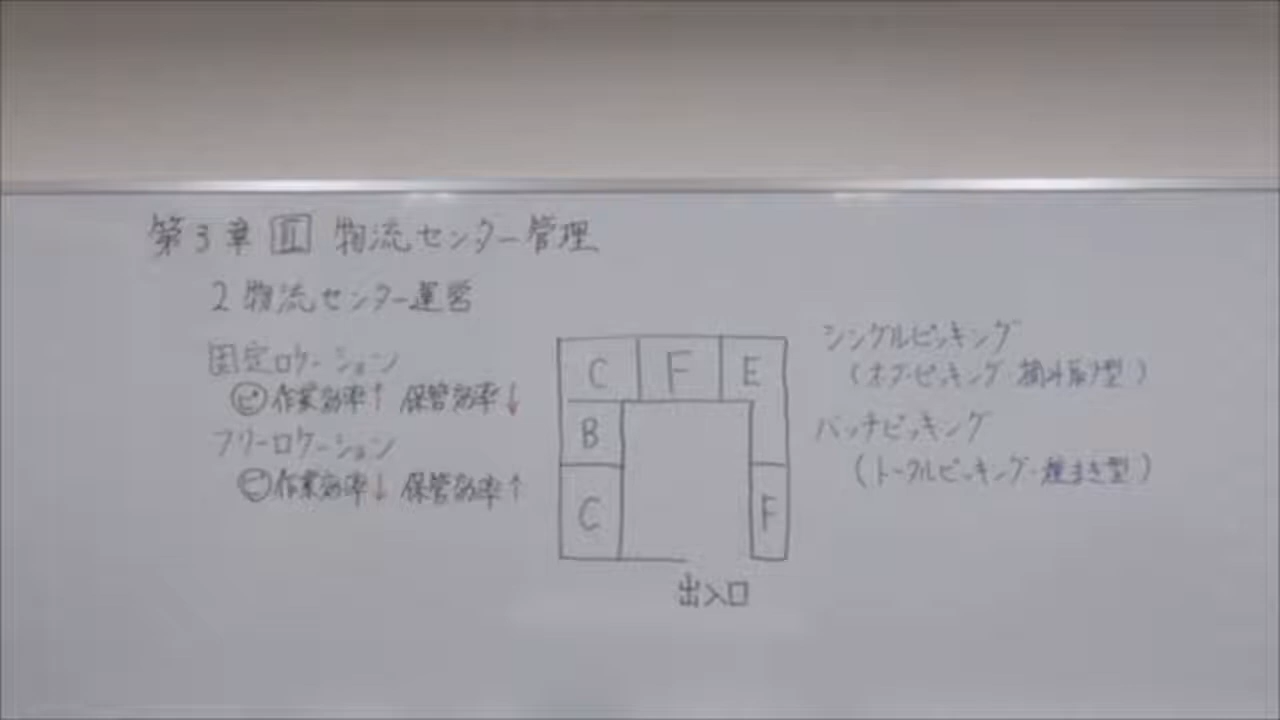 第3章 Ⅱ 物流センター管理
2 物流センター運営
固定ロケーション
作業効率↑ 保管効率↓
フリーロケーション
作業効率↓ 保管効率↑
C F E
B
C F
出入口
シングルピッキング
(オーダーピッキング・摘み取り型)
バッチピッキング
(トータルピッキング・種まき型)